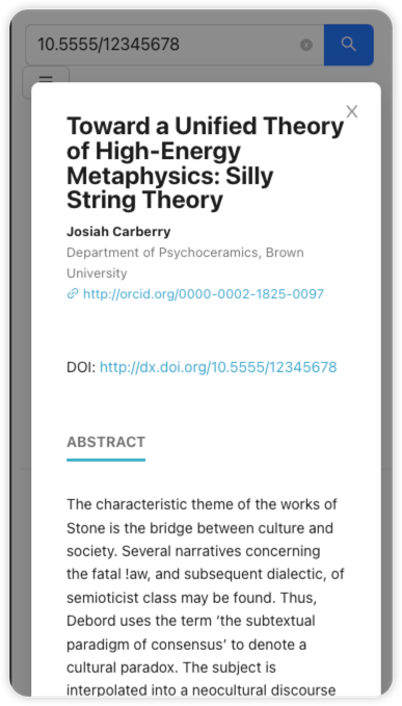 10.5555/12345678
X
Toward a Unified Theory
of High-Energy
Metaphysics: Silly
String Theory
Josiah Carberry
Department of Psychoceramics, Brown
University
http://orcid.org/0000-0002-1825-0097
DOI: http://dx.doi.org/10.5555/12345678
ABSTRACT
The characteristic theme of the works of
Stone is the bridge between culture and
society. Several narratives concerning
the fatal !aw, and subsequent dialectic, of
semioticist class may be found. Thus,
Debord uses the term ‘the subtextual
paradigm of consensus’ to denote a
cultural paradox. The subject is
interpolated into a neocultural discourse